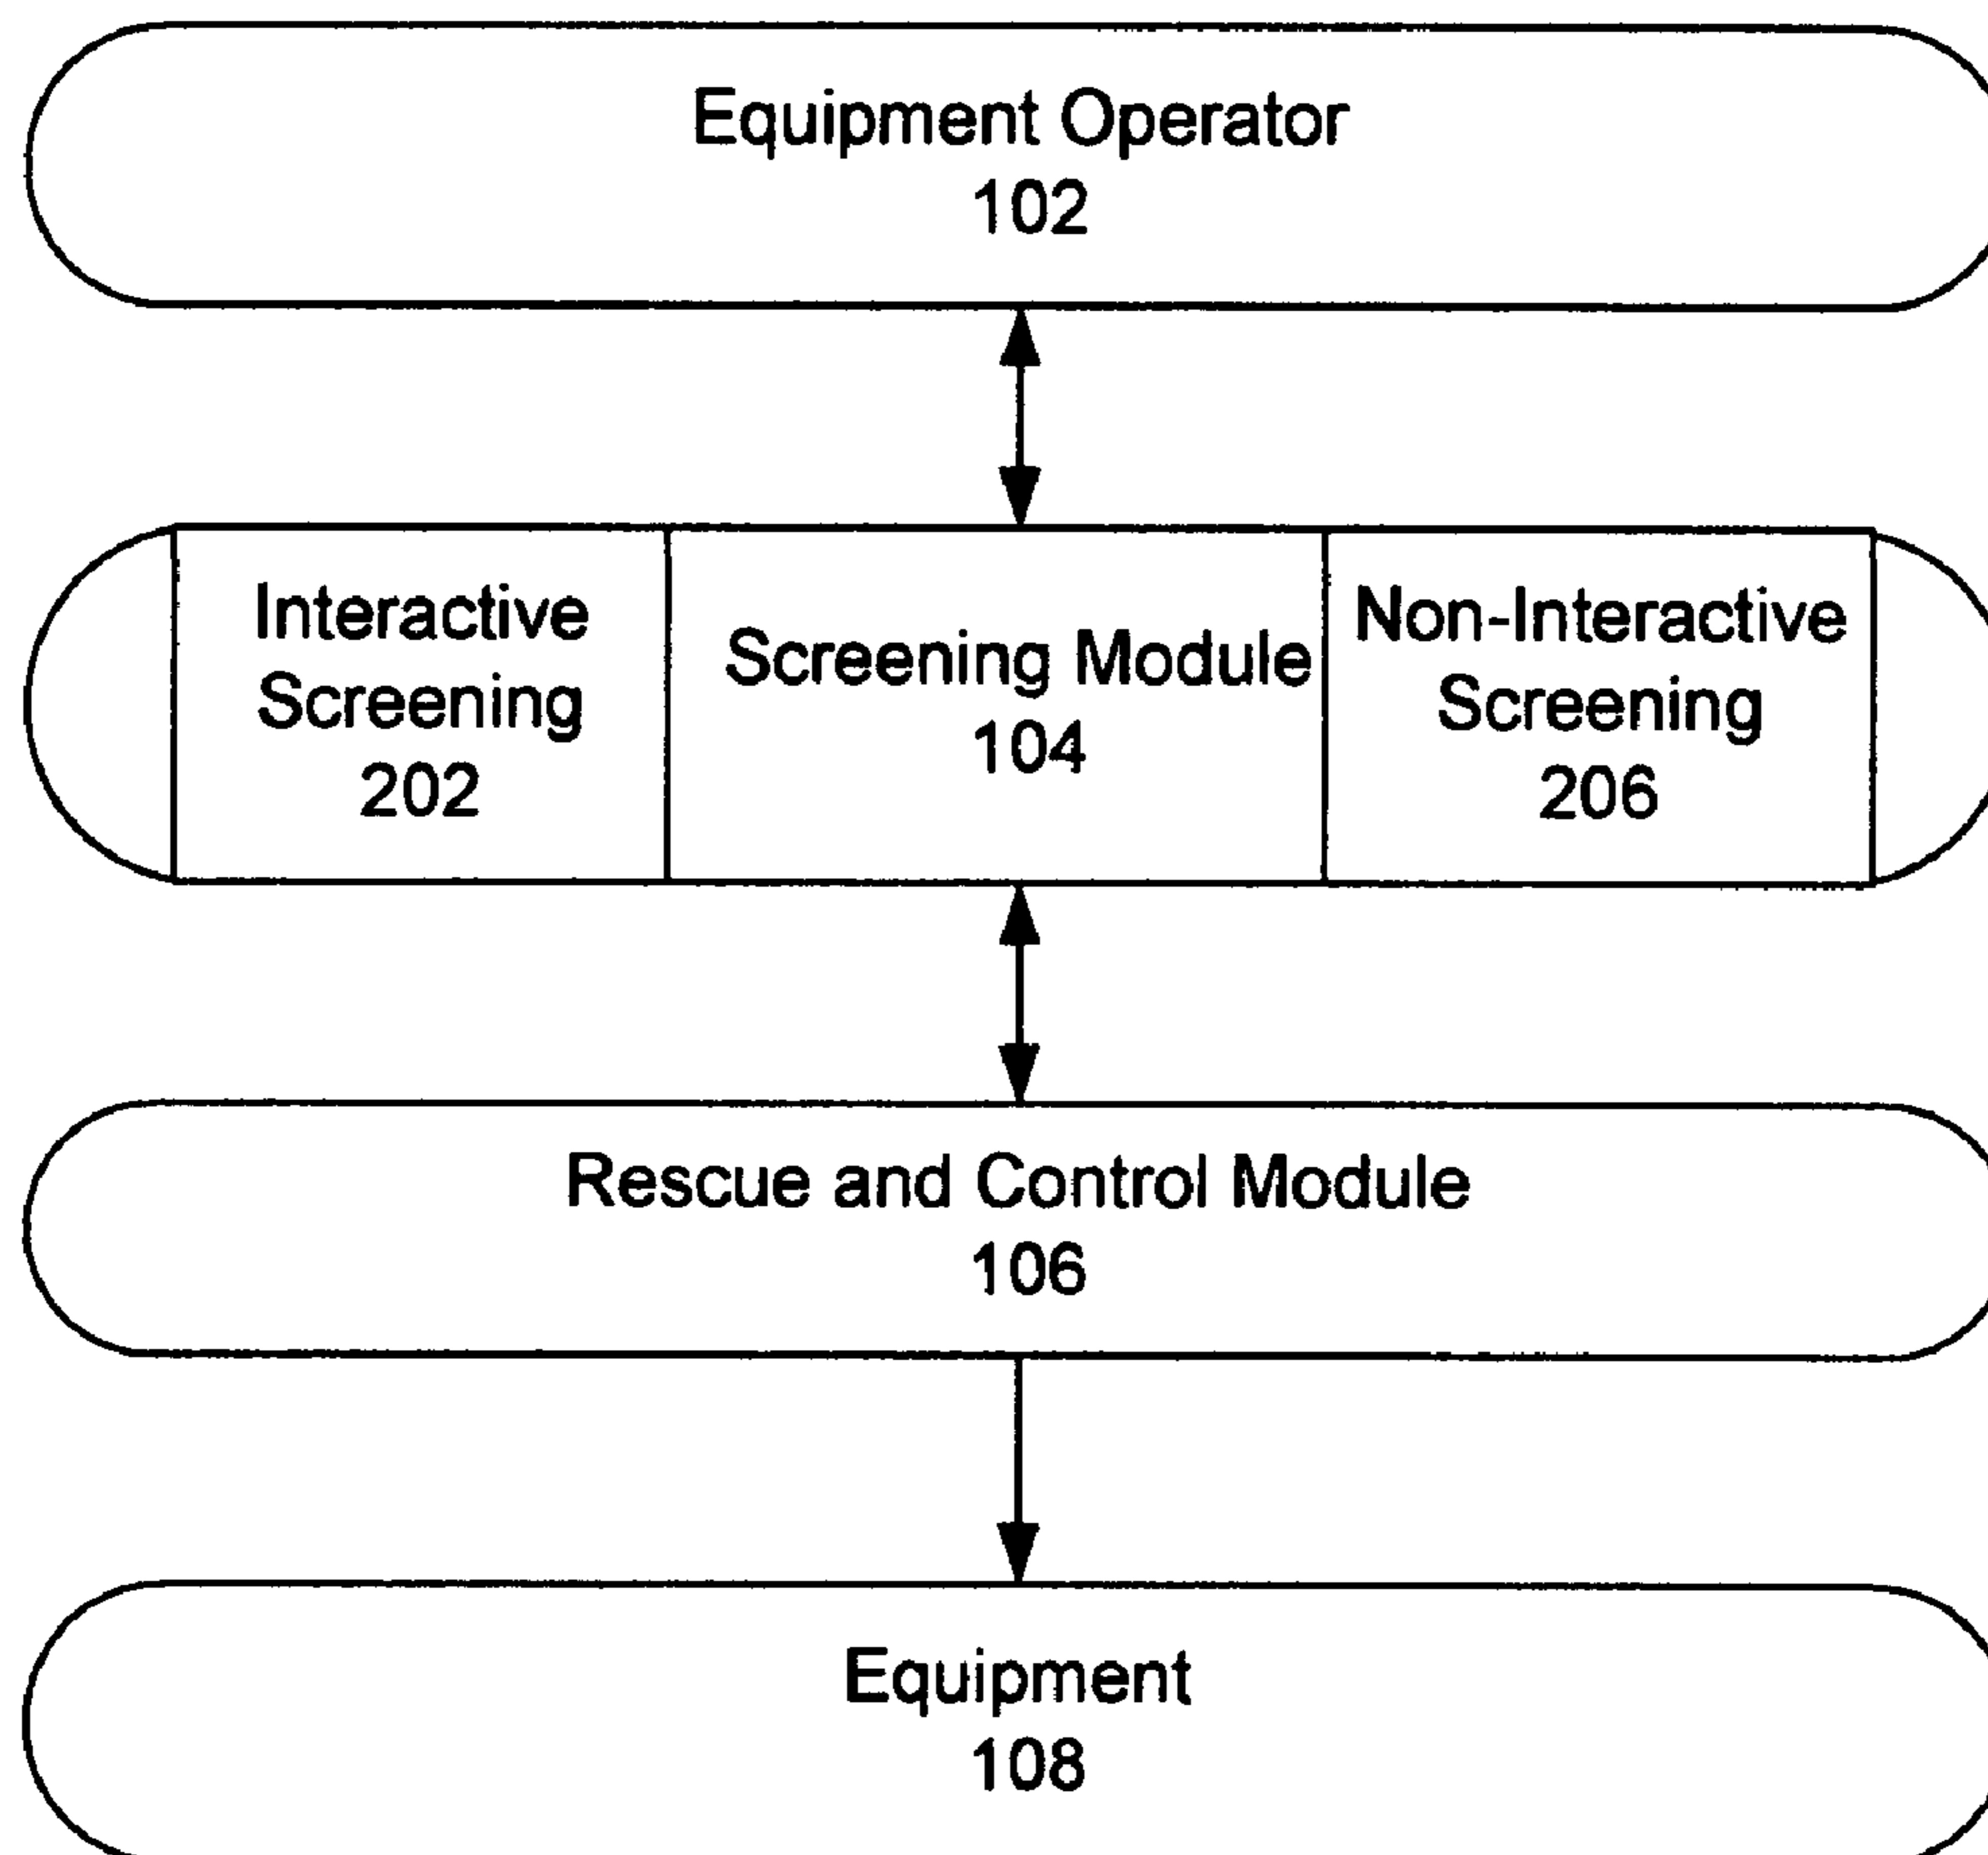 Equipment Operator
102
Interactive
Screening
202
Screening Module
104
Non-Interactive
Screening
206
Rescue and Control Module
106
Equipment
108